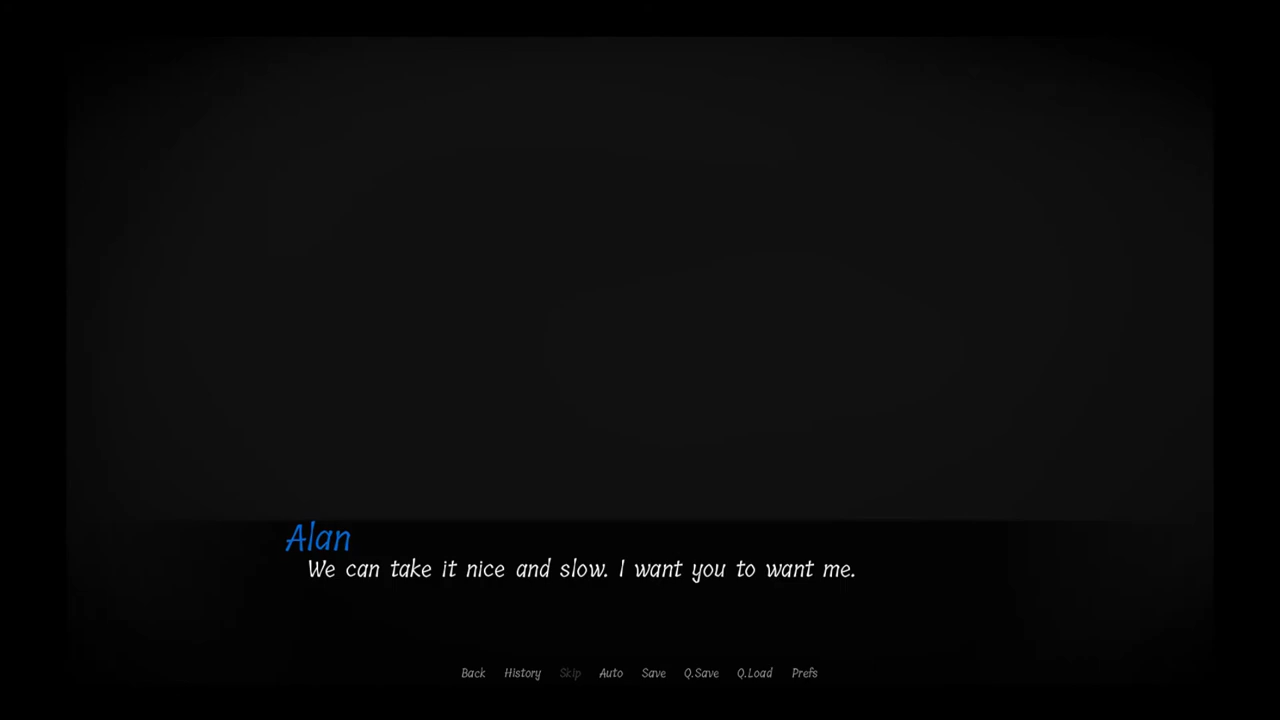 Alan
We can take it nice and slow. I want you to want me.
Back History Skip Auto Save Q.Save Q.Load Prefs